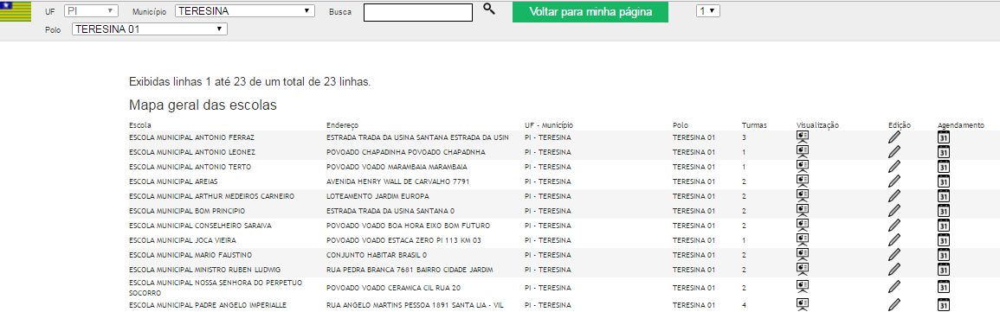 UF PI Município TERESINA Busca Voltar para minha página 1
Polo TERESINA 01
Exibidas linhas 1 até 23 de um total de 23 linhas.
Mapa geral das escolas
Escola Endereço UF - Município Polo Turmas Visualização Edição Agendamento
ESCOLA MUNICIPAL ANTONIO FERRAZ ESTRADA TRADA DA USINA SANTANA ESTRADA DA USIN PI - TERESINA TERESINA 01 3 31
ESCOLA MUNICIPAL ANTONIO LEONEZ POVOADO CHAPADINHA POVOADO CHAPADNHA PI - TERESINA TERESINA 01 1 31
ESCOLA MUNICIPAL ANTONIO TERTO POVOADO VOADO MARAMBAIA MARAMBAIA PI - TERESINA TERESINA 01 1 31
ESCOLA MUNICIPAL AREIAS AVENIDA HENRY WALL DE CARVALHO 7791 PI - TERESINA TERESINA 01 2 31
ESCOLA MUNICIPAL ARTHUR MEDEIROS CARNEIRO LOTEAMENTO JARDIM EUROPA PI - TERESINA TERESINA 01 2 31
ESCOLA MUNICIPAL BOM PRINCIPIO ESTRADA TRADA DA USINA SANTANA 0 PI - TERESINA TERESINA 01 2 31
ESCOLA MUNICIPAL CONSELHEIRO SARAIVA POVOADO VOADO BOA HORA EIXO BOM FUTURO PI - TERESINA TERESINA 01 2 31
ESCOLA MUNICIPAL JOCA VIEIRA POVOADO VOADO ESTACA ZERO PI 113 KM 03 PI - TERESINA TERESINA 01 1 31
ESCOLA MUNICIPAL MARIO FAUSTINO CONJUNTO HABITAR BRASIL 0 PI - TERESINA TERESINA 01 2 31
ESCOLA MUNICIPAL MINISTRO RUBEN LUDWIG RUA PEDRA BRANCA 7681 BAIRRO CIDADE JARDIM PI - TERESINA TERESINA 01 2 31
ESCOLA MUNICIPAL NOSSA SENHORA DO PERPETUO
SOCORRO POVOADO VOADO CERAMICA CIL RUA 20 PI - TERESINA TERESINA 01 2 31
ESCOLA MUNICIPAL PADRE ANGELO IMPERIALLE RUA ANGELO MARTINS PESSOA 1891 SANTA LIA - VIL PI - TERESINA TERESINA 01 4 31